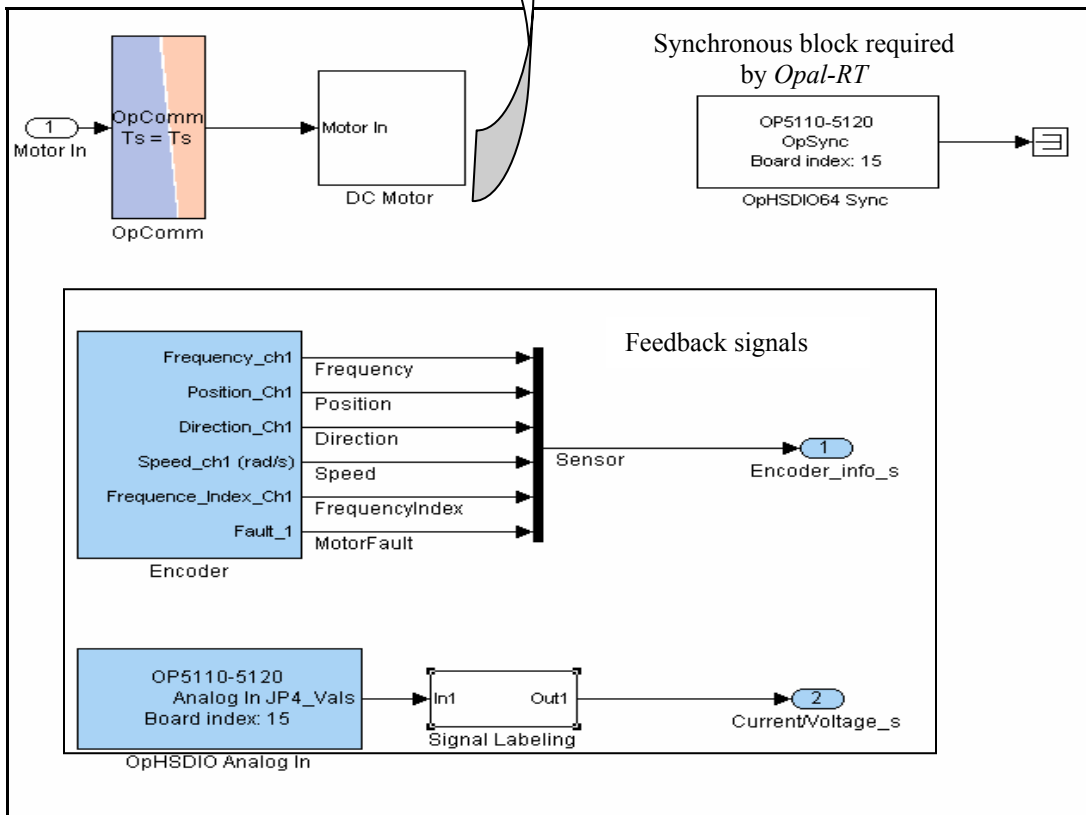 Synchronous block required
by Opal-RT
1
Motor In
OpComm
Ts = Ts
OpComm
Motor In
DC Motor
OP5110-5120
OpSync
Board index: 15
OpHSDIO64 Sync
Feedback signals
Frequency_ch1
Position_Ch1
Direction_Ch1
Speed_ch1 (rad/s)
Frequence_Index_Ch1
Fault_1
Encoder
Frequency
Position
Direction
Speed
FrequencyIndex
MotorFault
Sensor
1
Encoder_info_s
OP5110-5120
Analog In JP4_Vals
Board index: 15
OpHSDIO Analog In
In1
Out1
Signal Labeling
2
Current/Voltage_s